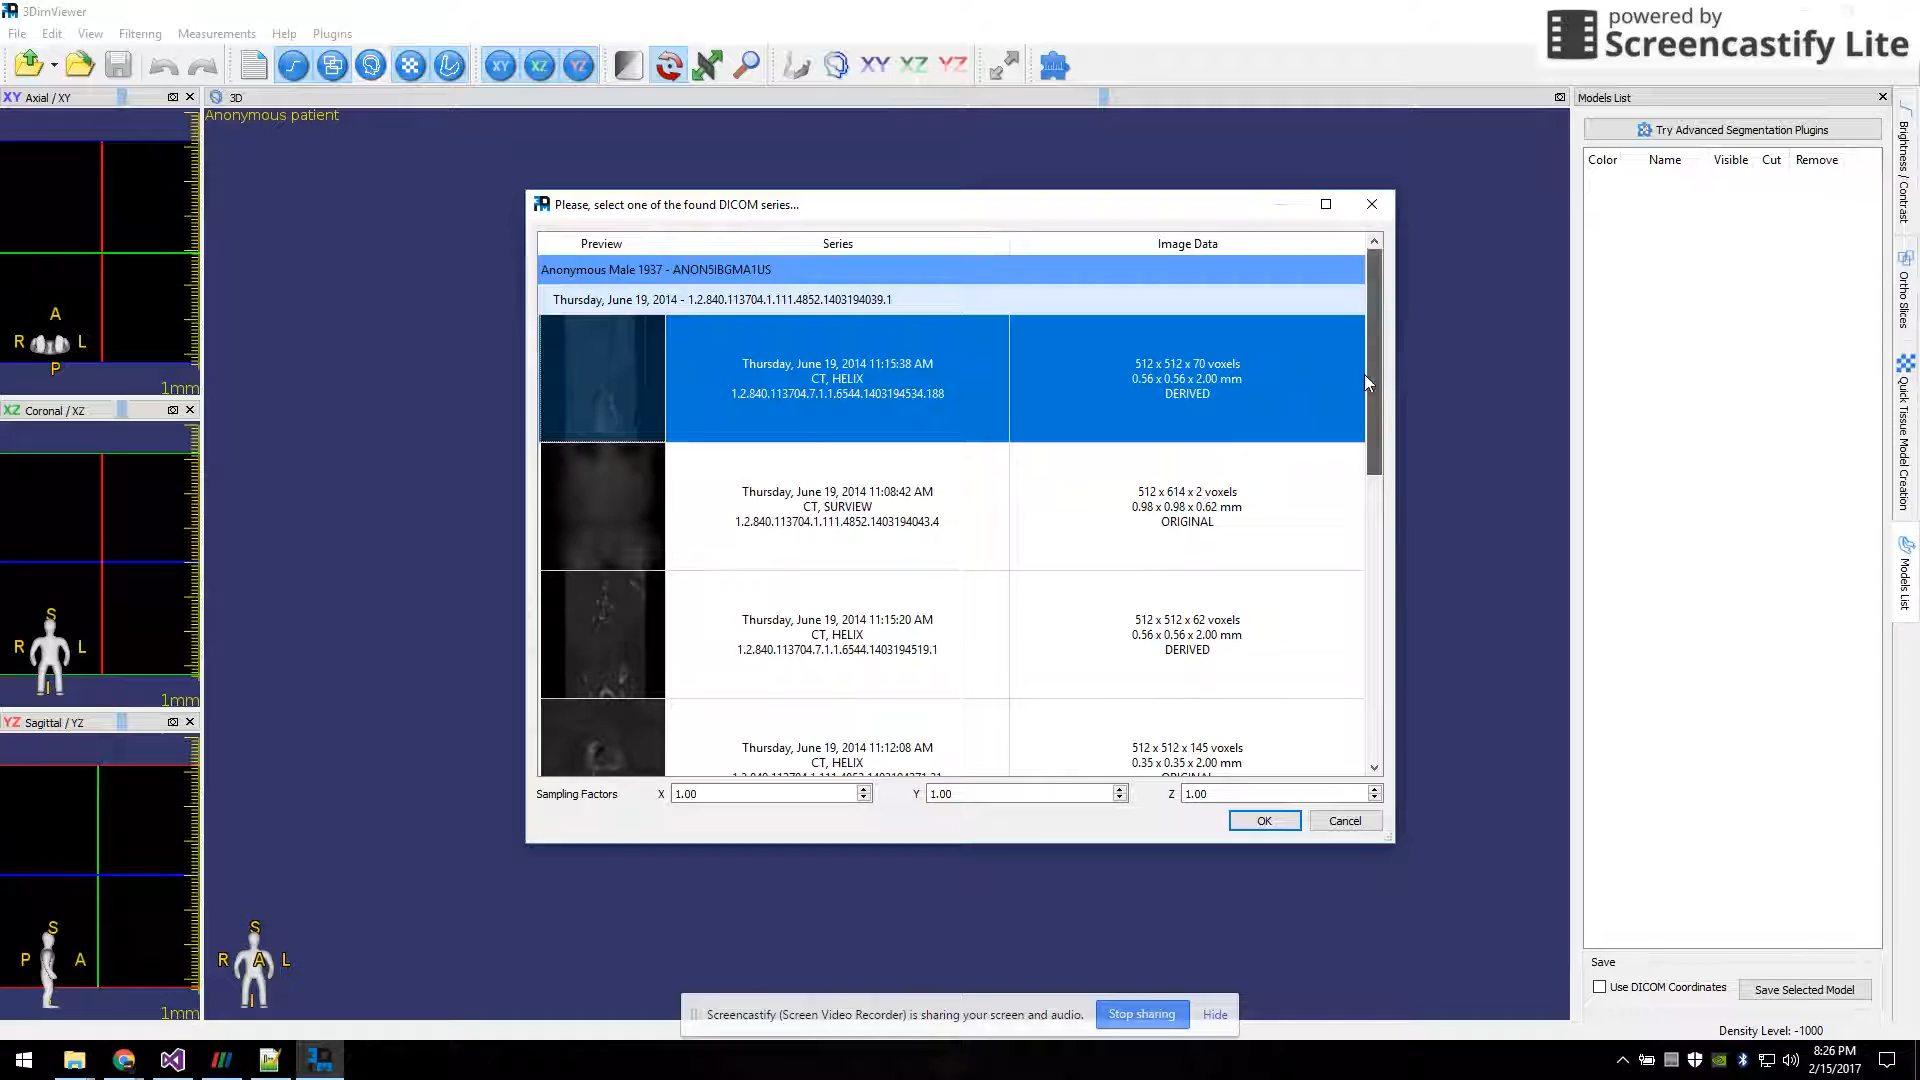 3DimViewer
powered by
Screencastify Lite
File Edit View Filtering Measurements Help Plugins
XY XZ YZ XY XZ YZ
XY Axial / XY
3D
Models List
Anonymous patient
Try Advanced Segmentation Plugins
Color Name Visible Cut Remove
Brightness / Contrast
Ortho Slices
Quick Tissue Model Creation
Models List
A
R L
P
1mm
XZ Coronal / XZ
S
R L
I
1mm
YZ Sagittal / YZ
S
P A
I
1mm
S
R A L
I
Please, select one of the found DICOM series...
Preview Series Image Data
Anonymous Male 1937 - ANON5IBGMA1US
Thursday, June 19, 2014 - 1.2.840.113704.1.111.4852.1403194039.1
Thursday, June 19, 2014 11:15:38 AM
CT, HELIX
1.2.840.113704.7.1.1.6544.1403194534.188
512 x 512 x 70 voxels
0.56 x 0.56 x 2.00 mm
DERIVED
Thursday, June 19, 2014 11:08:42 AM
CT, SURVIEW
1.2.840.113704.1.111.4852.1403194043.4
512 x 614 x 2 voxels
0.98 x 0.98 x 0.62 mm
ORIGINAL
Thursday, June 19, 2014 11:15:20 AM
CT, HELIX
1.2.840.113704.7.1.1.6544.1403194519.1
512 x 512 x 62 voxels
0.56 x 0.56 x 2.00 mm
DERIVED
Thursday, June 19, 2014 11:12:08 AM
CT, HELIX
512 x 512 x 145 voxels
0.35 x 0.35 x 2.00 mm
Sampling Factors X 1.00 Y 1.00 Z 1.00
OK Cancel
Save
Use DICOM Coordinates Save Selected Model
Screencastify (Screen Video Recorder) is sharing your screen and audio. Stop sharing Hide
Density Level: -1000
8:26 PM
2/15/2017